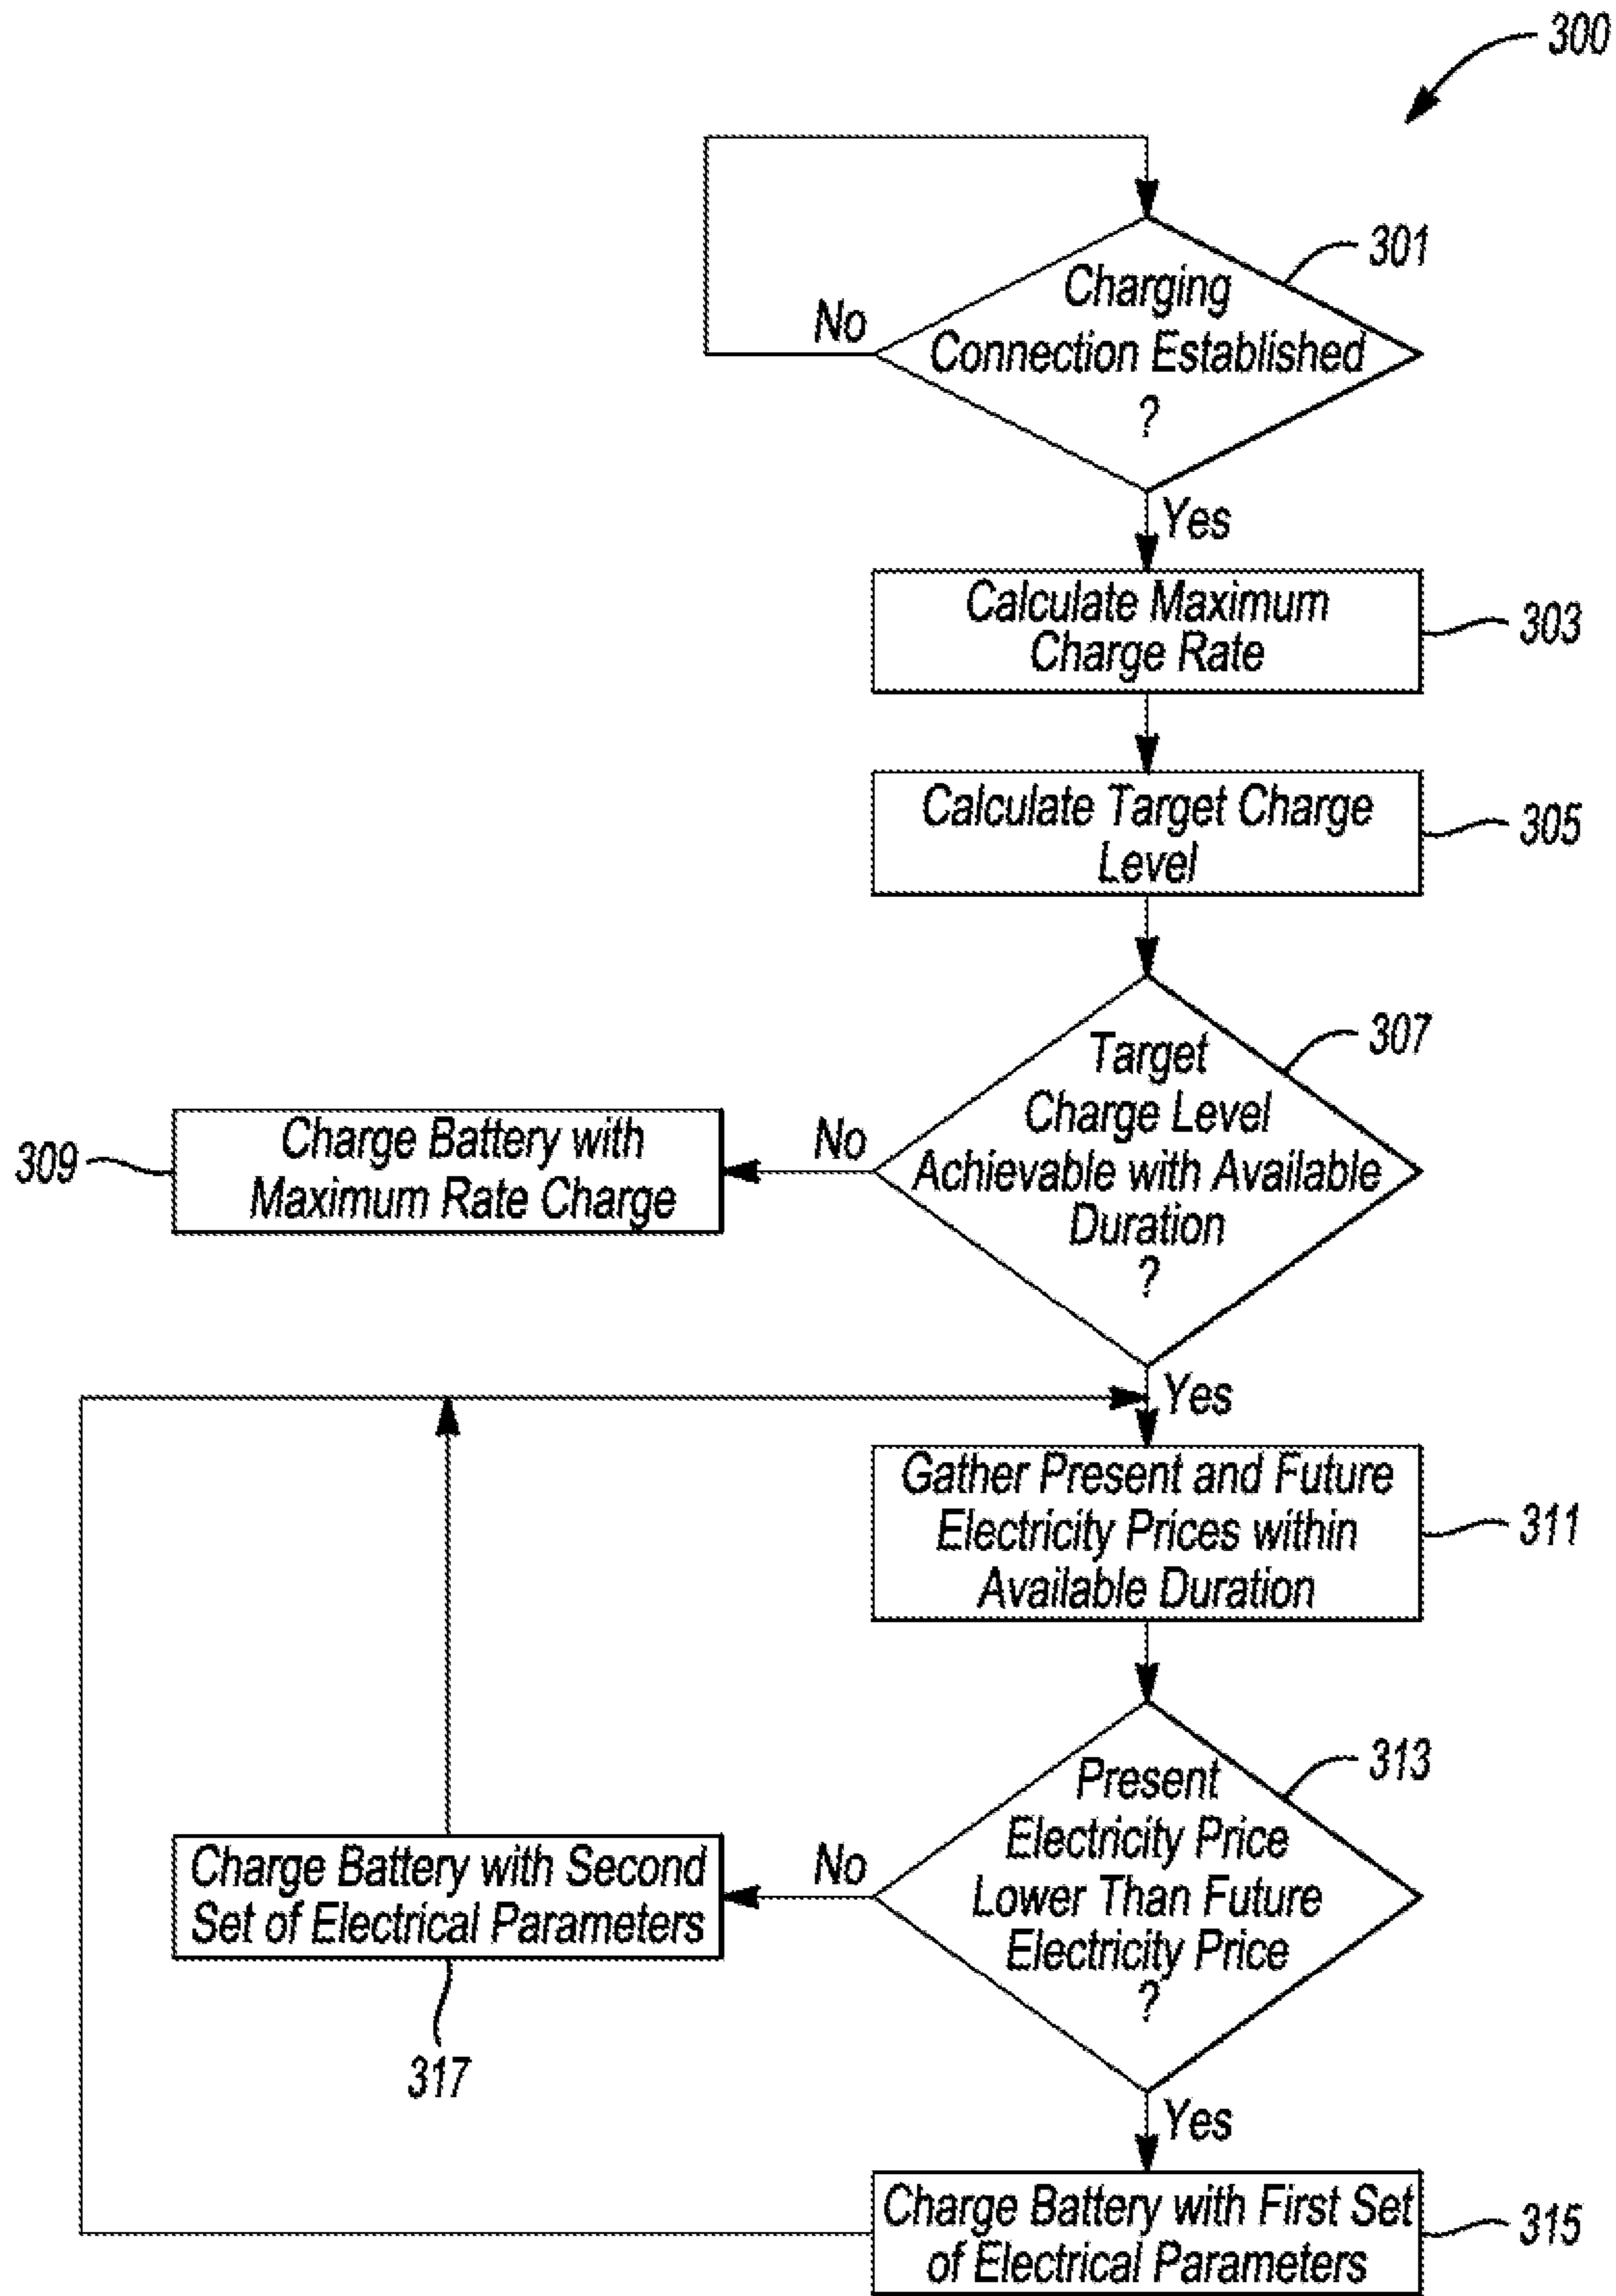 300
301
Charging
Connection Established
?
No
Yes
Calculate Maximum
Charge Rate
303
Calculate Target Charge
Level
305
307
Target
Charge Level
Achievable with Available
Duration
?
No
309
Charge Battery with
Maximum Rate Charge
Yes
Gather Present and Future
Electricity Prices within
Available Duration
311
313
Present
Electricity Price
Lower Than Future
Electricity Price
?
No
Charge Battery with Second
Set of Electrical Parameters
317
Yes
Charge Battery with First Set
of Electrical Parameters
315